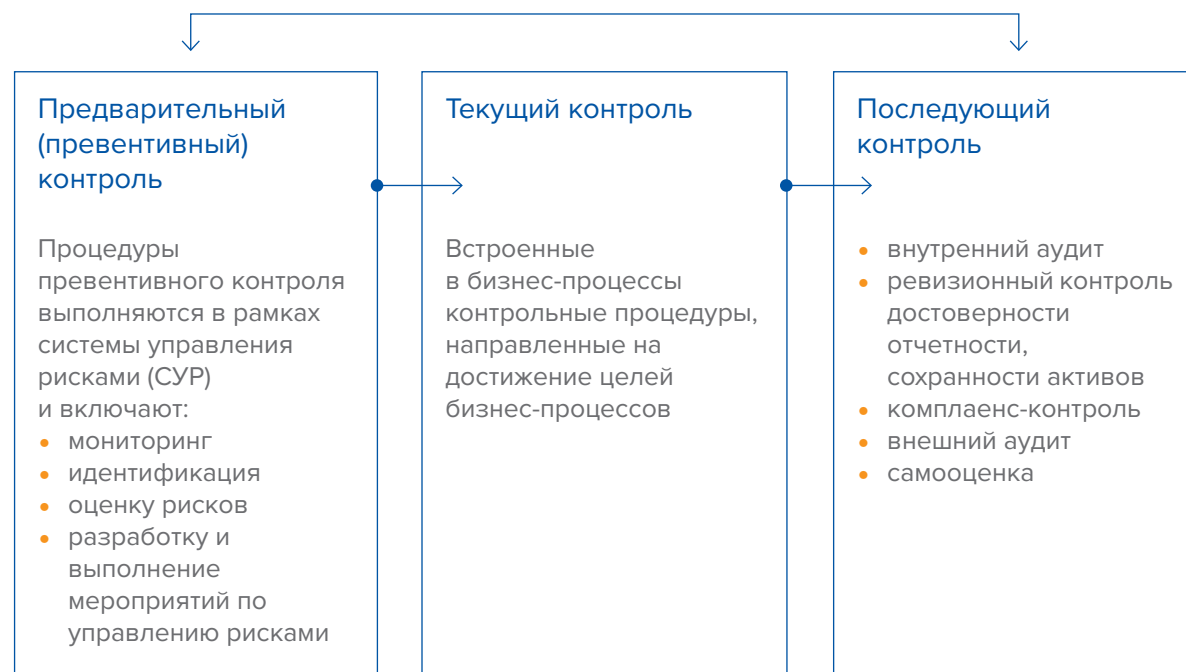 Предварительный
(превентивный)
контроль
Процедуры
превентивного контроля
выполняются в рамках
системы управления
рисками (СУР)
и включают:
• мониторинг
• идентификация
• оценку рисков
• разработку и
выполнение
мероприятий по
управлению рисками
Текущий контроль
Встроенные
в бизнес-процессы
контрольные процедуры,
направленные на
достижение целей
бизнес-процессов
Последующий
контроль
• внутренний аудит
• ревизионный контроль
достоверности
отчетности,
сохранности активов
• комплаенс-контроль
• внешний аудит
• самооценка